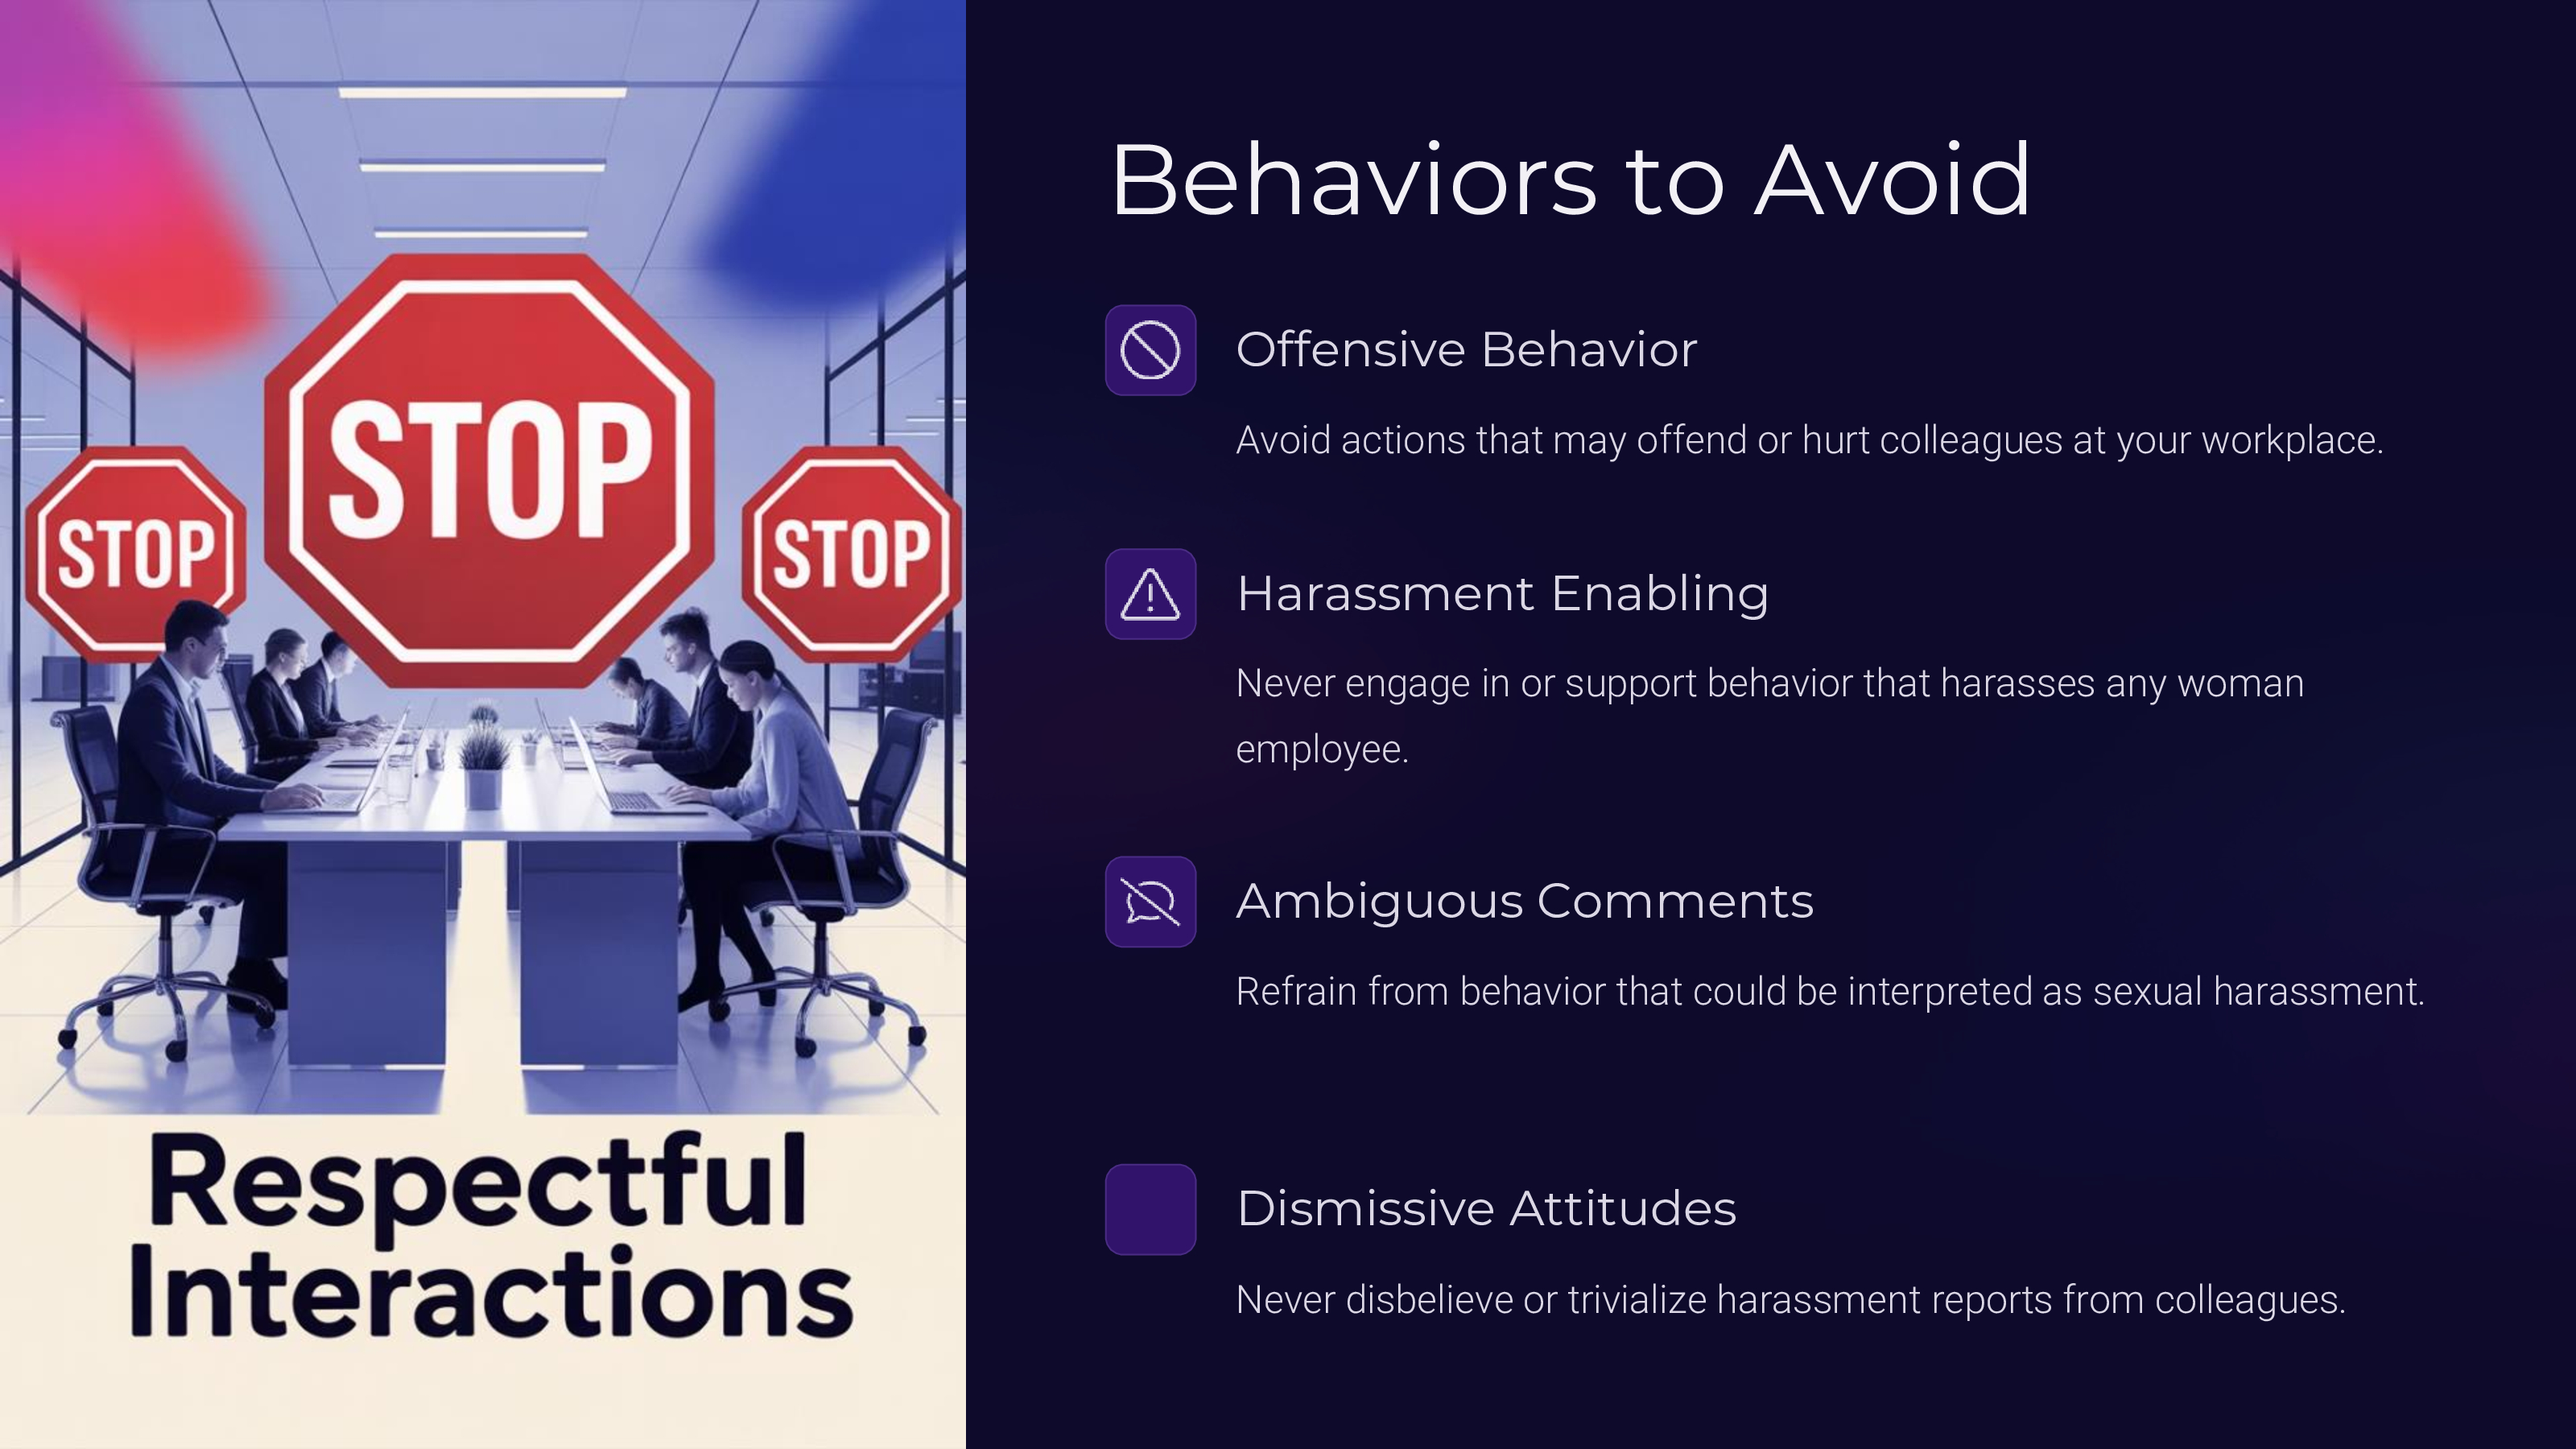 STOP
STOP
STOP
Respectful
Interactions
Behaviors to Avoid
Offensive Behavior
Avoid actions that may offend or hurt colleagues at your workplace.
Harassment Enabling
Never engage in or support behavior that harasses any woman
employee.
Ambiguous Comments
Refrain from behavior that could be interpreted as sexual harassment.
Dismissive Attitudes
Never disbelieve or trivialize harassment reports from colleagues.